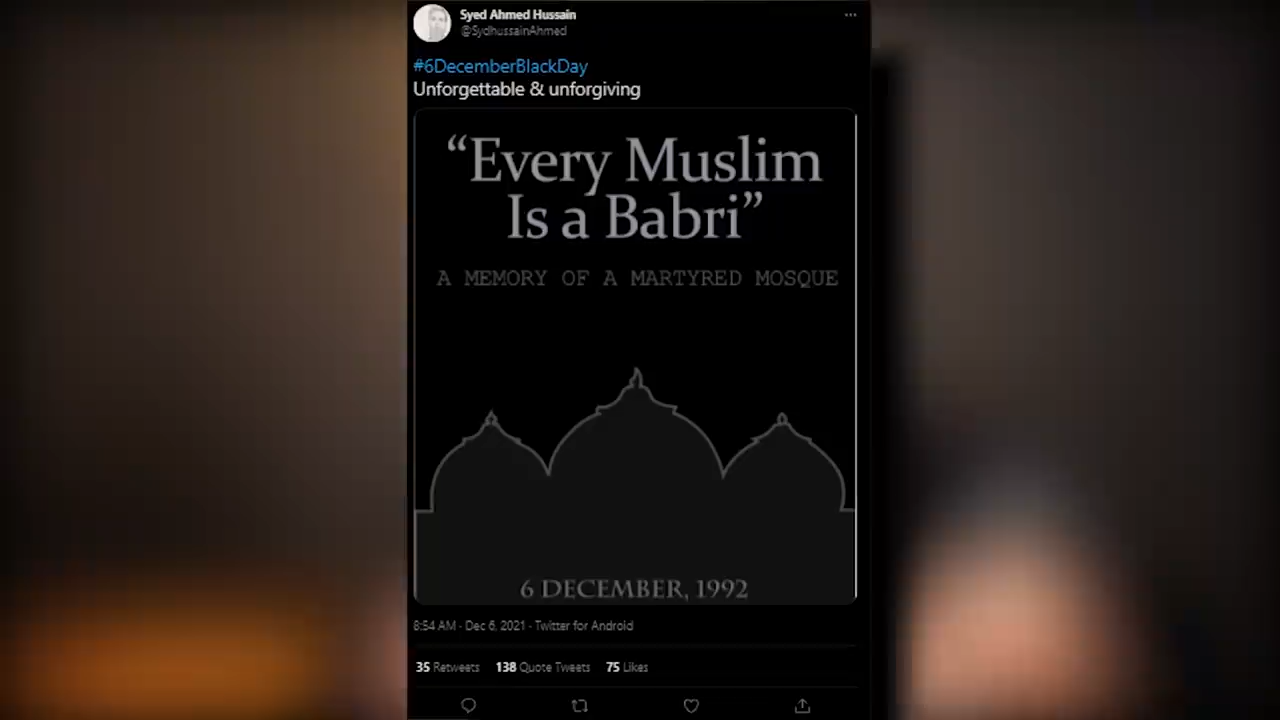 Syed Ahmed Hussain
@SydhussainAhmed
#6DecemberBlackDay
Unforgettable & unforgiving
“Every Muslim
Is a Babri”
A MEMORY OF A MARTYRED MOSQUE
6 DECEMBER, 1992
8:54 AM · Dec 6, 2021 · Twitter for Android
35 Retweets 138 Quote Tweets 75 Likes